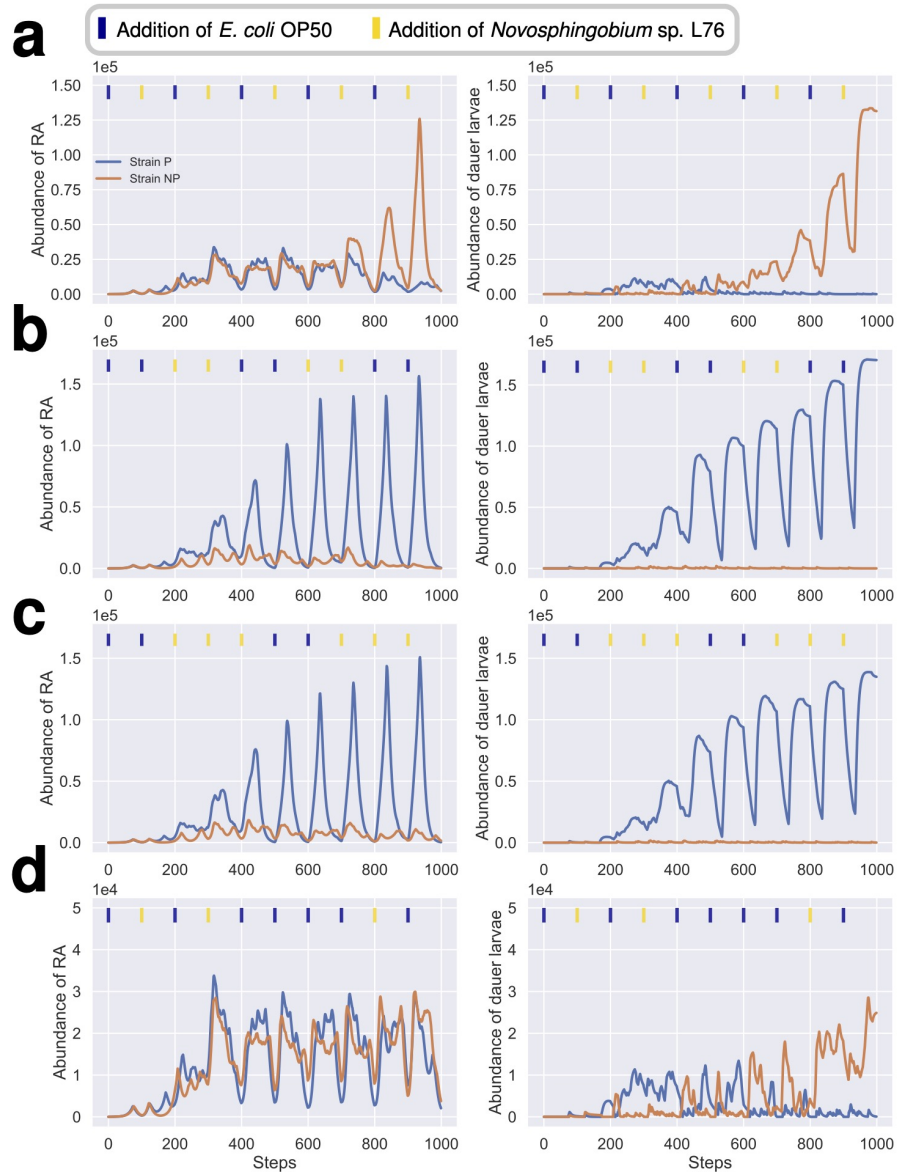 a
Addition of E. coli OP50 Addition of Novosphingobium sp. L76
1e5 1e5
Abundance of RA
1.50
1.25
1.00
0.75
0.50
0.25
0.00
Strain P
Strain NP
0 200 400 600 800 1000
Abundance of dauer larvae
1.50
1.25
1.00
0.75
0.50
0.25
0.00
0 200 400 600 800 1000
b
1e5 1e5
Abundance of RA
1.5
1.0
0.5
0.0
0 200 400 600 800 1000
Abundance of dauer larvae
1.5
1.0
0.5
0.0
0 200 400 600 800 1000
c
1e5 1e5
Abundance of RA
1.5
1.0
0.5
0.0
0 200 400 600 800 1000
Abundance of dauer larvae
1.5
1.0
0.5
0.0
0 200 400 600 800 1000
d
1e4 1e4
Abundance of RA
5
4
3
2
1
0
0 200 400 600 800 1000
Steps
Abundance of dauer larvae
5
4
3
2
1
0
0 200 400 600 800 1000
Steps